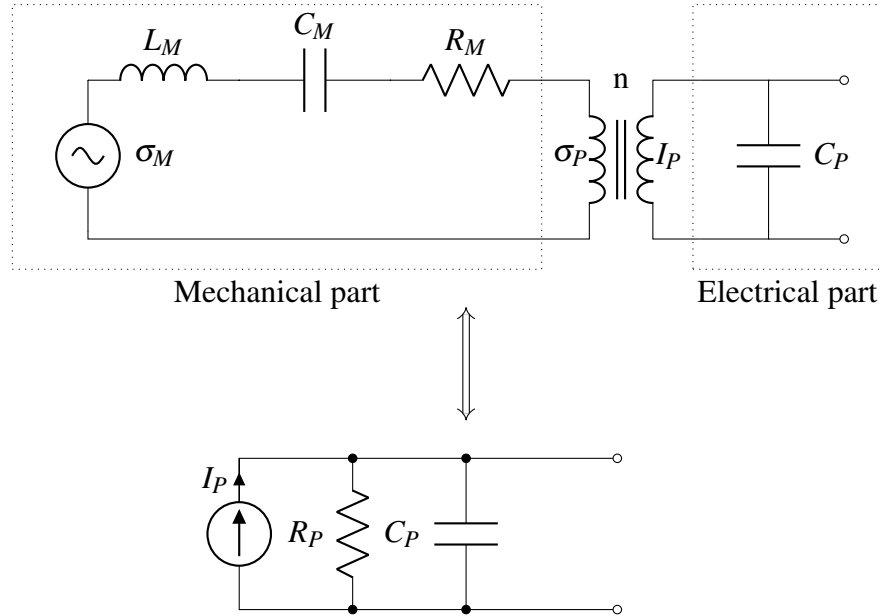 L_M
C_M
R_M
n
σ_M
σ_P
I_P
C_P
Mechanical part
Electrical part
I_P
R_P
C_P